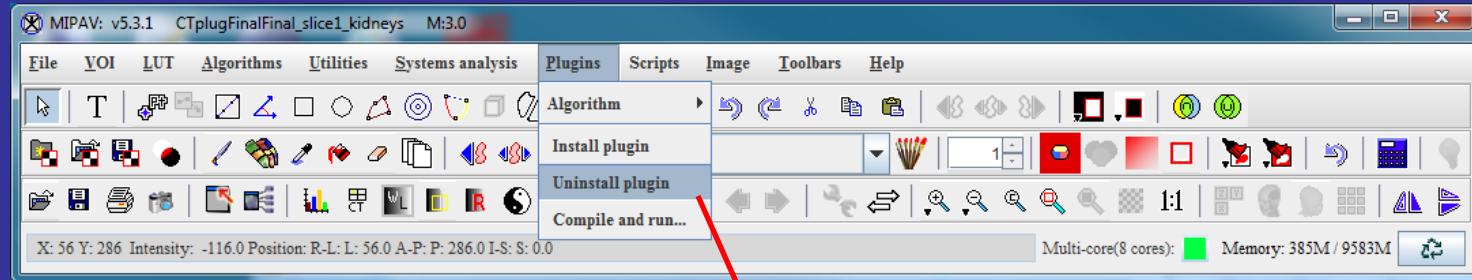 MIPAV: v5.3.1 CTplugFinalFinal_slice1_kidneys M:3.0
File VOI LUT Algorithms Utilities Systems analysis Plugins Scripts Image Toolbars Help
Algorithm
Install plugin
Uninstall plugin
Compile and run...
T
1
W L
R
1:1
X: 56 Y: 286 Intensity: -116.0 Position: R-L: L: 56.0 A-P: P: 286.0 I-S: S: 0.0
Multi-core(8 cores): Memory: 385M / 9583M